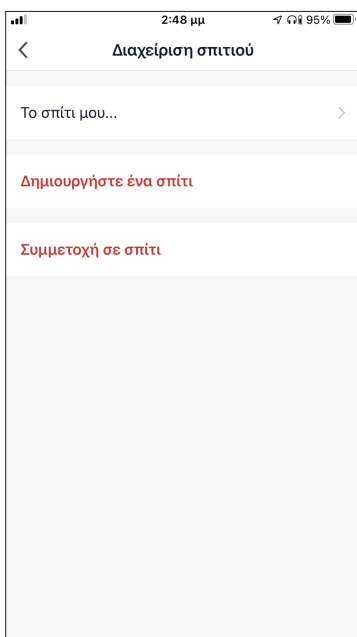 2:48 μμ 95%
Διαχείριση σπιτιού
Το σπίτι μου...
Δημιουργήστε ένα σπίτι
Συμμετοχή σε σπίτι